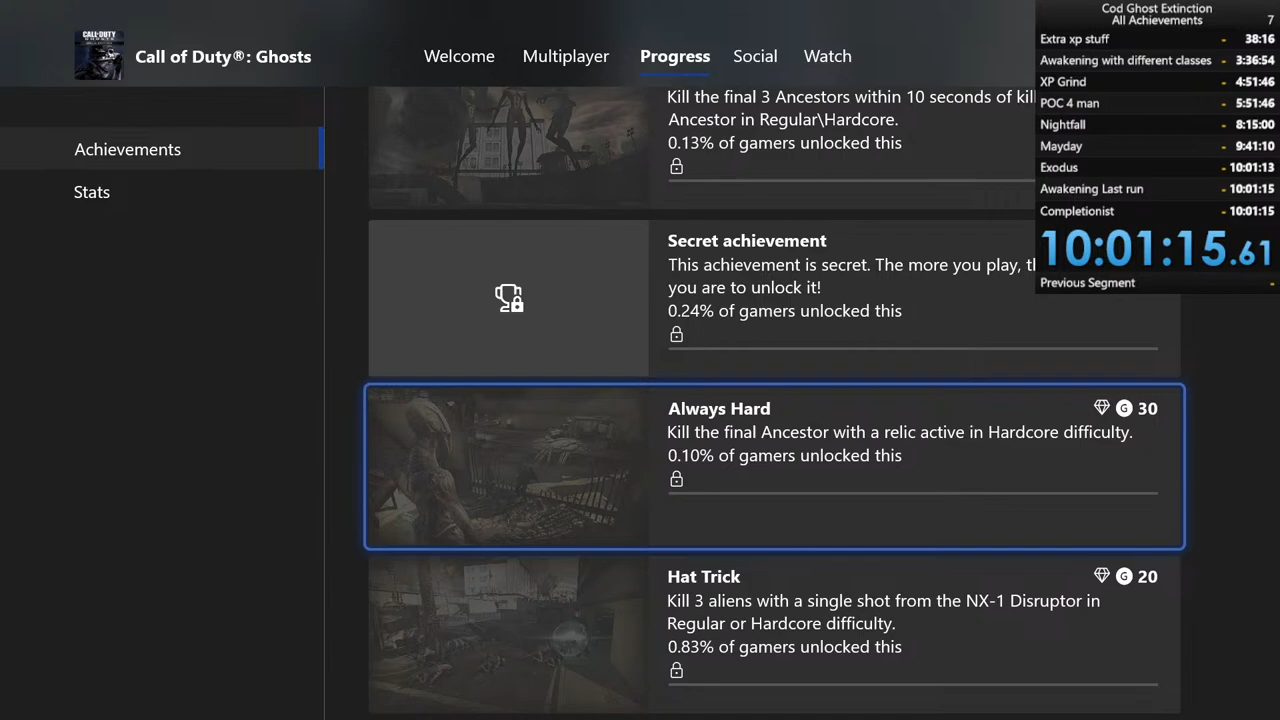 CALL OF DUTY
Call of Duty®: Ghosts
Welcome
Multiplayer
Progress
Social
Watch
Achievements
Stats
Kill the final 3 Ancestors within 10 seconds of
Ancestor in Regular\Hardcore.
0.13% of gamers unlocked this
Secret achievement
This achievement is secret. The more you play,
you are to unlock it!
0.24% of gamers unlocked this
Always Hard
G 30
Kill the final Ancestor with a relic active in Hardcore difficulty.
0.10% of gamers unlocked this
Hat Trick
G 20
Kill 3 aliens with a single shot from the NX-1 Disruptor in
Regular or Hardcore difficulty.
0.83% of gamers unlocked this
Cod Ghost Extinction
All Achievements 7
Extra xp stuff - 38:16
Awakening with different classes - 3:36:54
XP Grind - 4:51:46
POC 4 man - 5:51:46
Nightfall - 8:15:00
Mayday - 9:41:10
Exodus - 10:01:13
Awakening Last run - 10:01:15
Completionist - 10:01:15
10:01:15.61
Previous Segment -